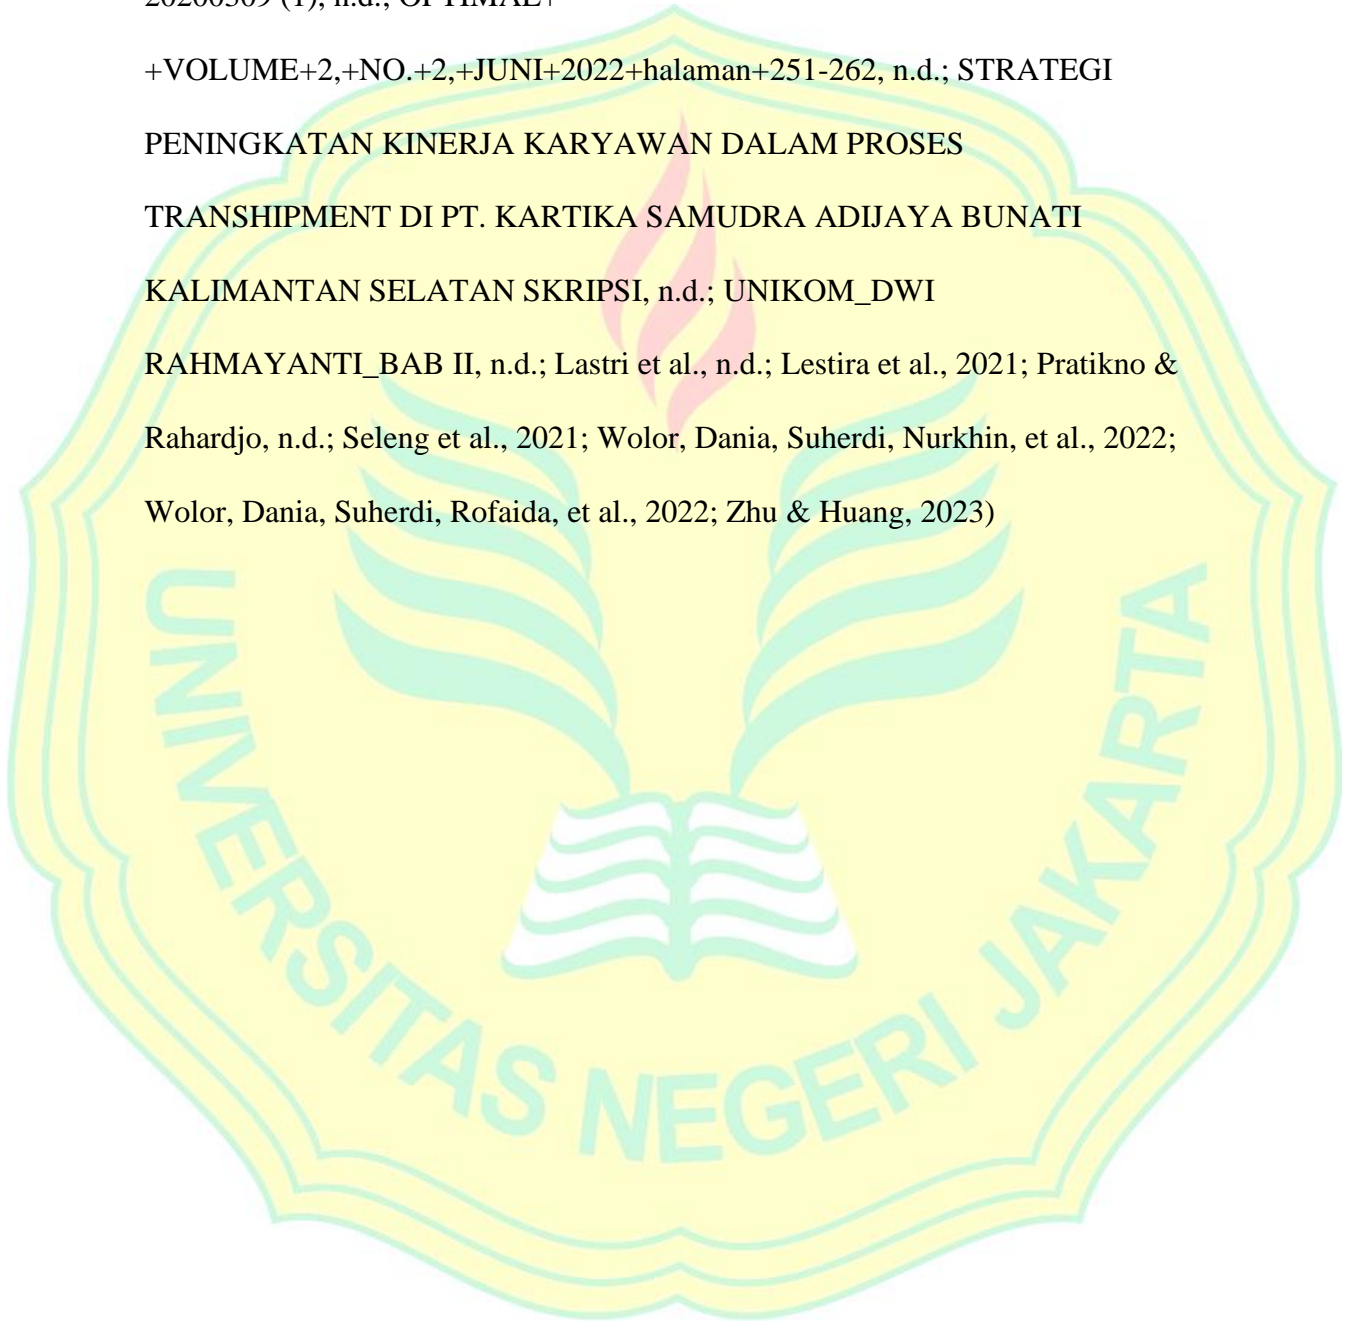 20200309 (1), n.d.; OPTIMAL+
+VOLUME+2,+NO.+2,+JUNI+2022+halaman+251-262, n.d.; STRATEGI
PENINGKATAN KINERJA KARYAWAN DALAM PROSES
TRANSHIPMENT DI PT. KARTIKA SAMUDRA ADIJAYA BUNATI
KALIMANTAN SELATAN SKRIPSI, n.d.; UNIKOM_DWI
RAHMAYANTI_BAB II, n.d.; Lastri et al., n.d.; Lestira et al., 2021; Pratikno &
Rahardjo, n.d.; Seleng et al., 2021; Wolor, Dania, Suherdi, Nurkhin, et al., 2022;
Wolor, Dania, Suherdi, Rofaida, et al., 2022; Zhu & Huang, 2023)
UNIVERSITAS NEGERI JAKARTA